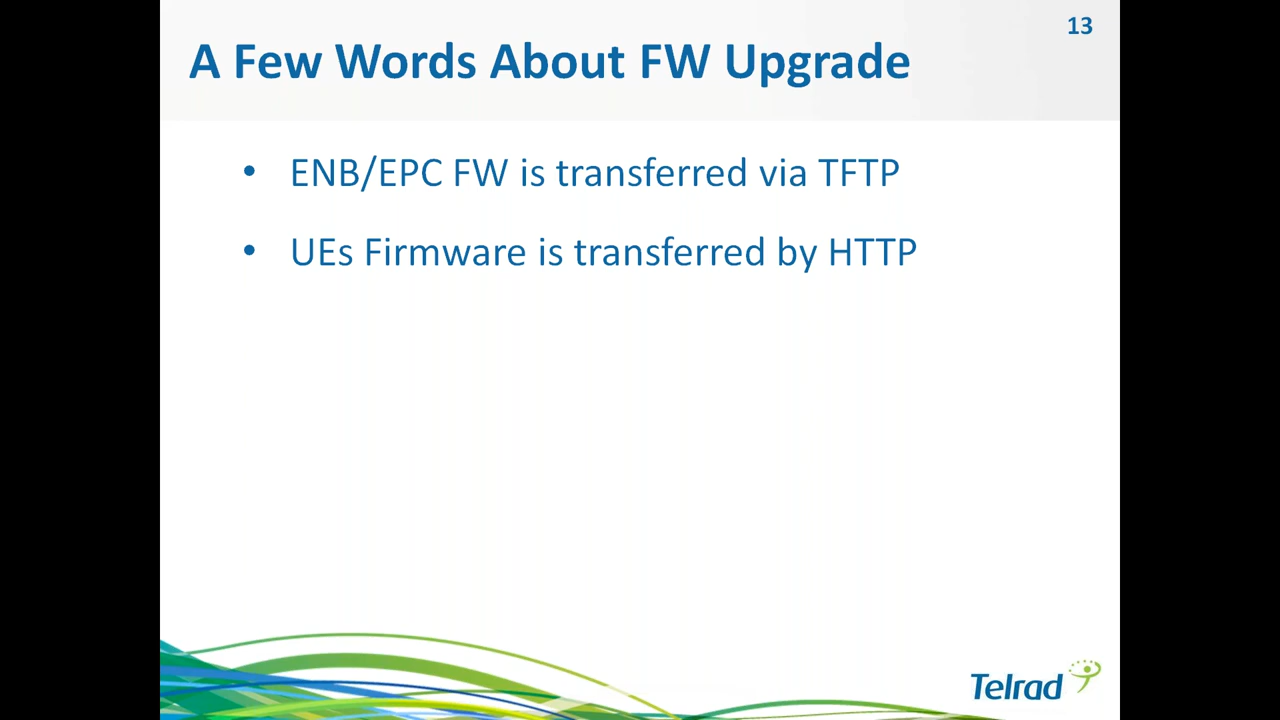 13
A Few Words About FW Upgrade
• ENB/EPC FW is transferred via TFTP
• UEs Firmware is transferred by HTTP
Telrad